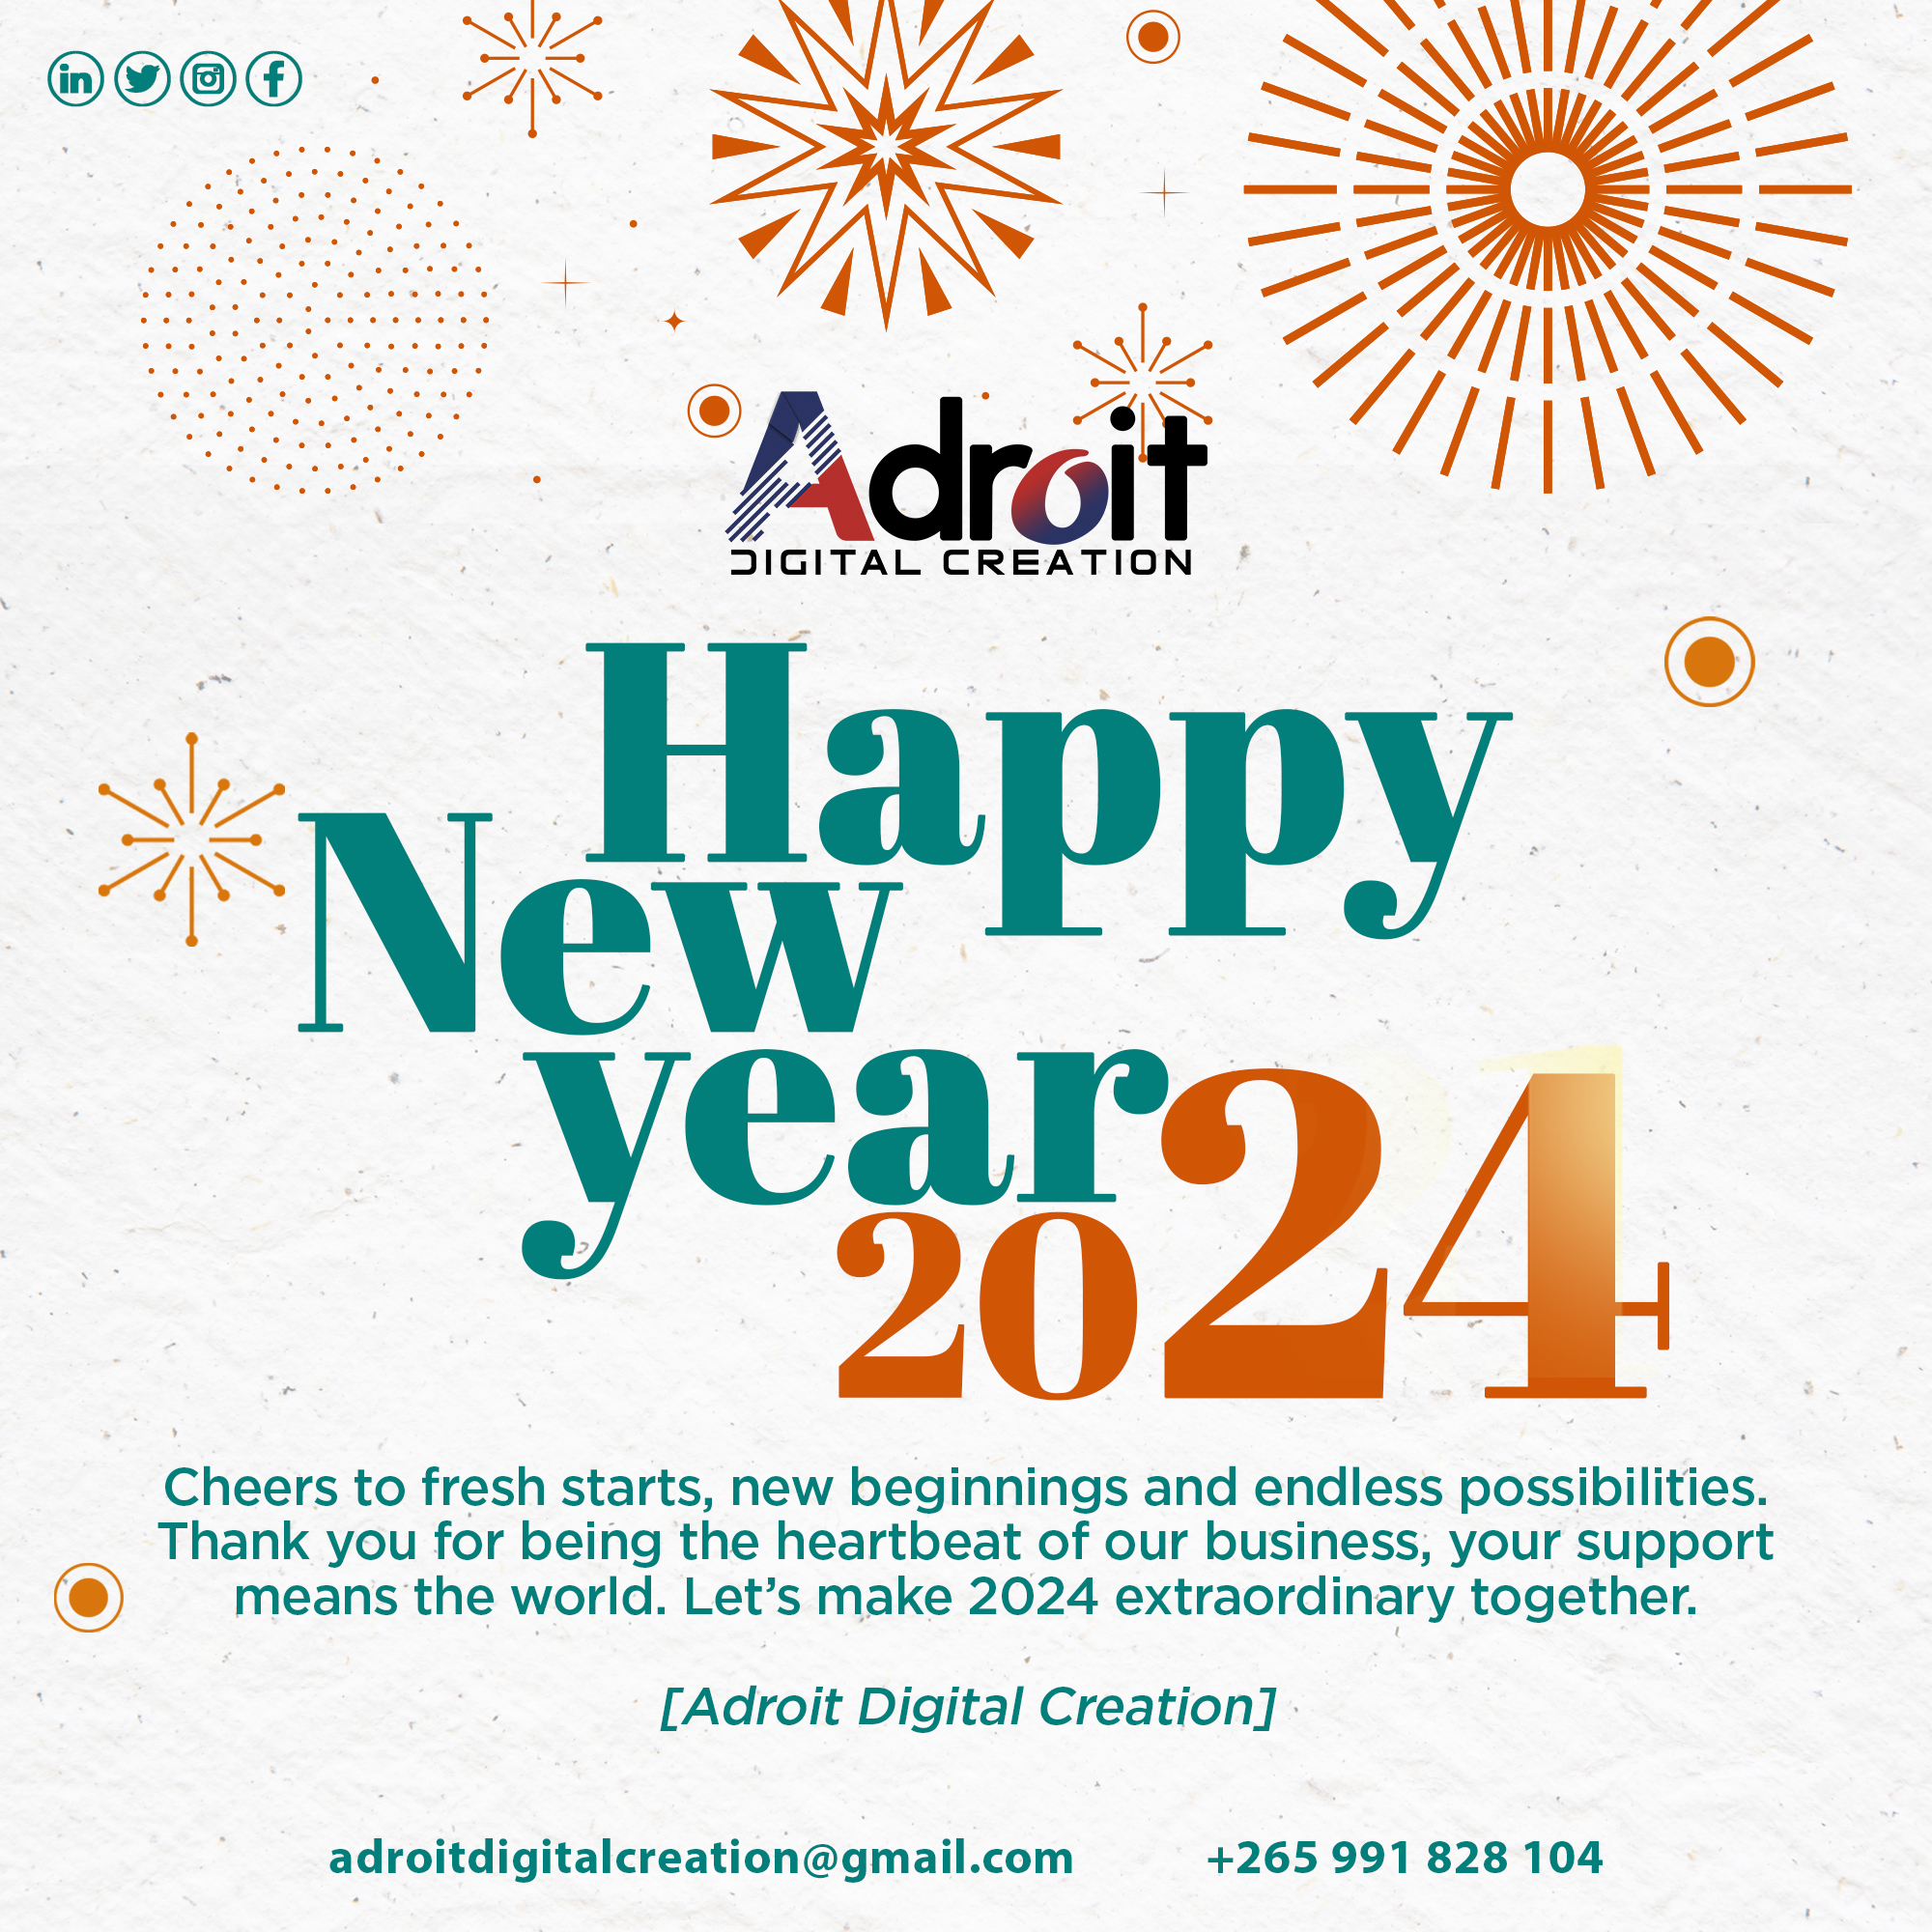 Adroit
DIGITAL CREATION
Happy
New
year
2024
Cheers to fresh starts, new beginnings and endless possibilities.
Thank you for being the heartbeat of our business, your support
means the world. Let’s make 2024 extraordinary together.
[Adroit Digital Creation]
adroitdigitalcreation@gmail.com
+265 991 828 104